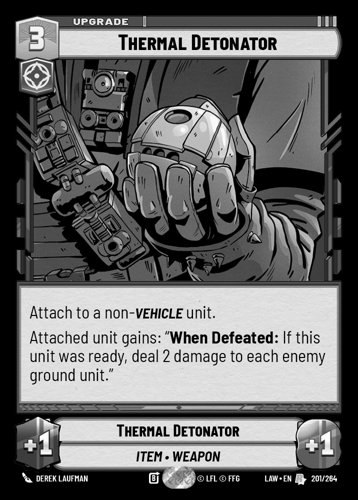 UPGRADE
3
THERMAL DETONATOR
Attach to a non-VEHICLE unit.
Attached unit gains: “When Defeated: If this
unit was ready, deal 2 damage to each enemy
ground unit.”
+1
THERMAL DETONATOR
+1
ITEM • WEAPON
DEREK LAUFMAN
© LFL © FFG
LAW • EN
201/264